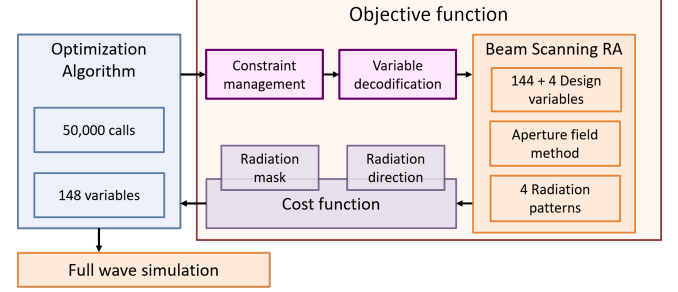 Objective function
Optimization
Algorithm
50,000 calls
148 variables
Constraint
management
Variable
decodification
Beam Scanning RA
144 + 4 Design
variables
Aperture field
method
4 Radiation
patterns
Radiation
mask
Radiation
direction
Cost function
Full wave simulation